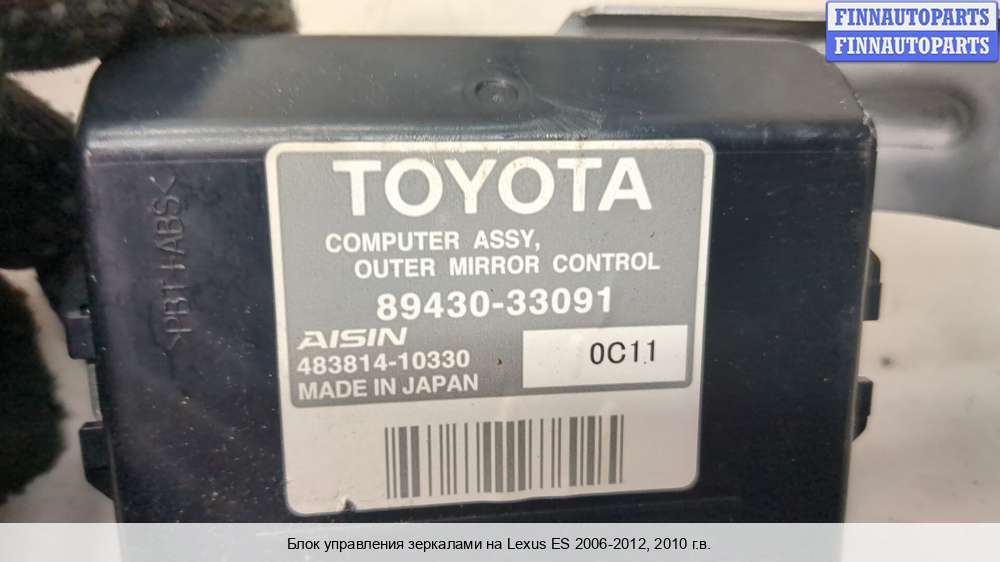 FINNAUTOPARTS
FINNAUTOPARTS
>PBT+ABS<
TOYOTA
COMPUTER ASSY,
OUTER MIRROR CONTROL
89430-33091
AISIN
483814-10330
MADE IN JAPAN
0C11
Блок управления зеркалами на Lexus ES 2006-2012, 2010 г.в.